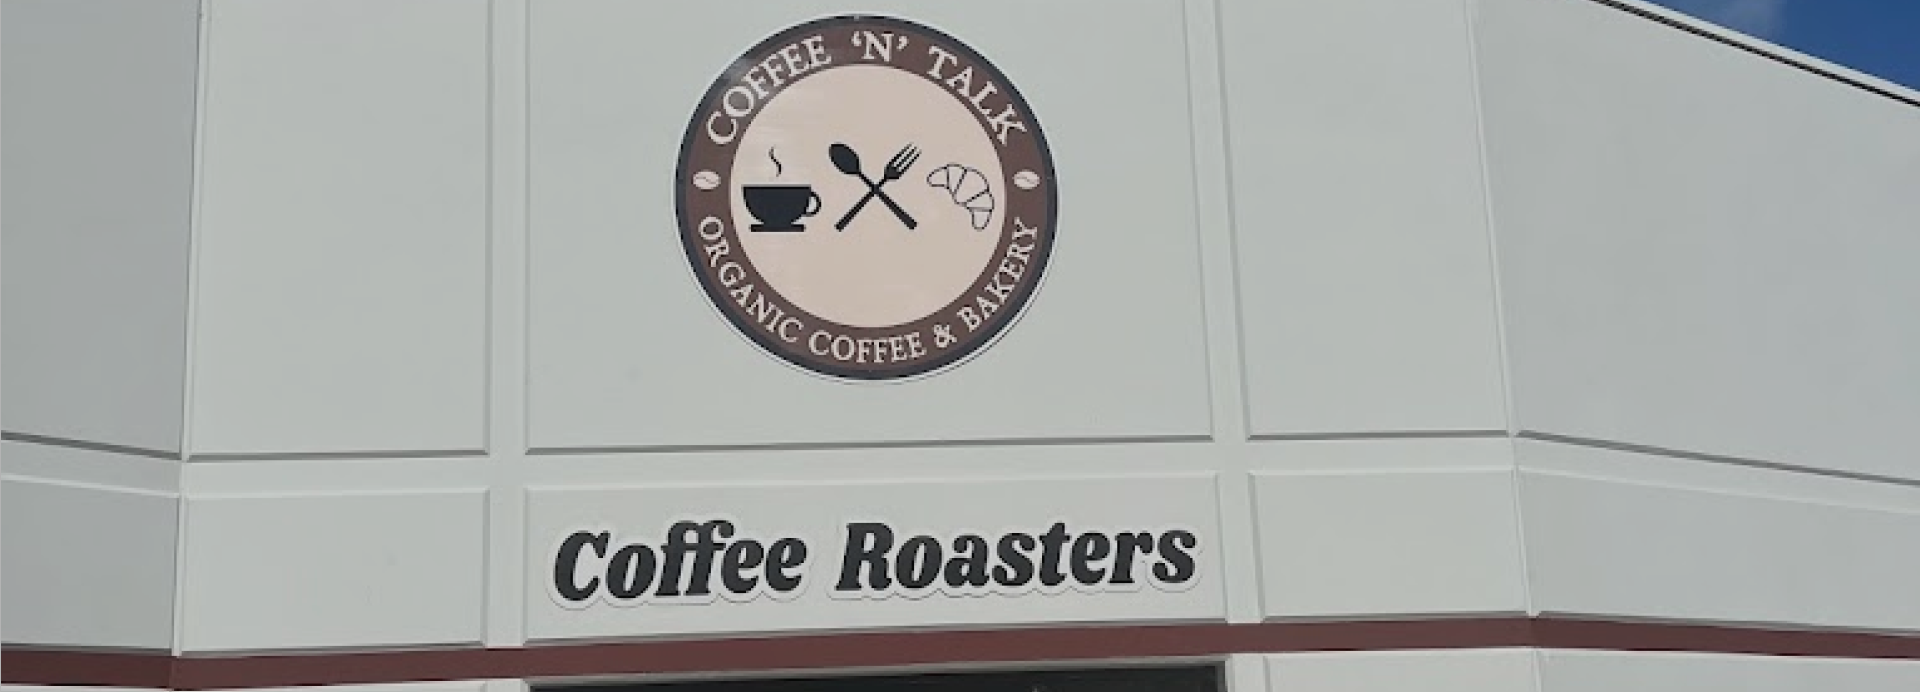 COFFEE ‘N’ TALK
ORGANIC COFFEE & BAKERY
Coffee Roasters